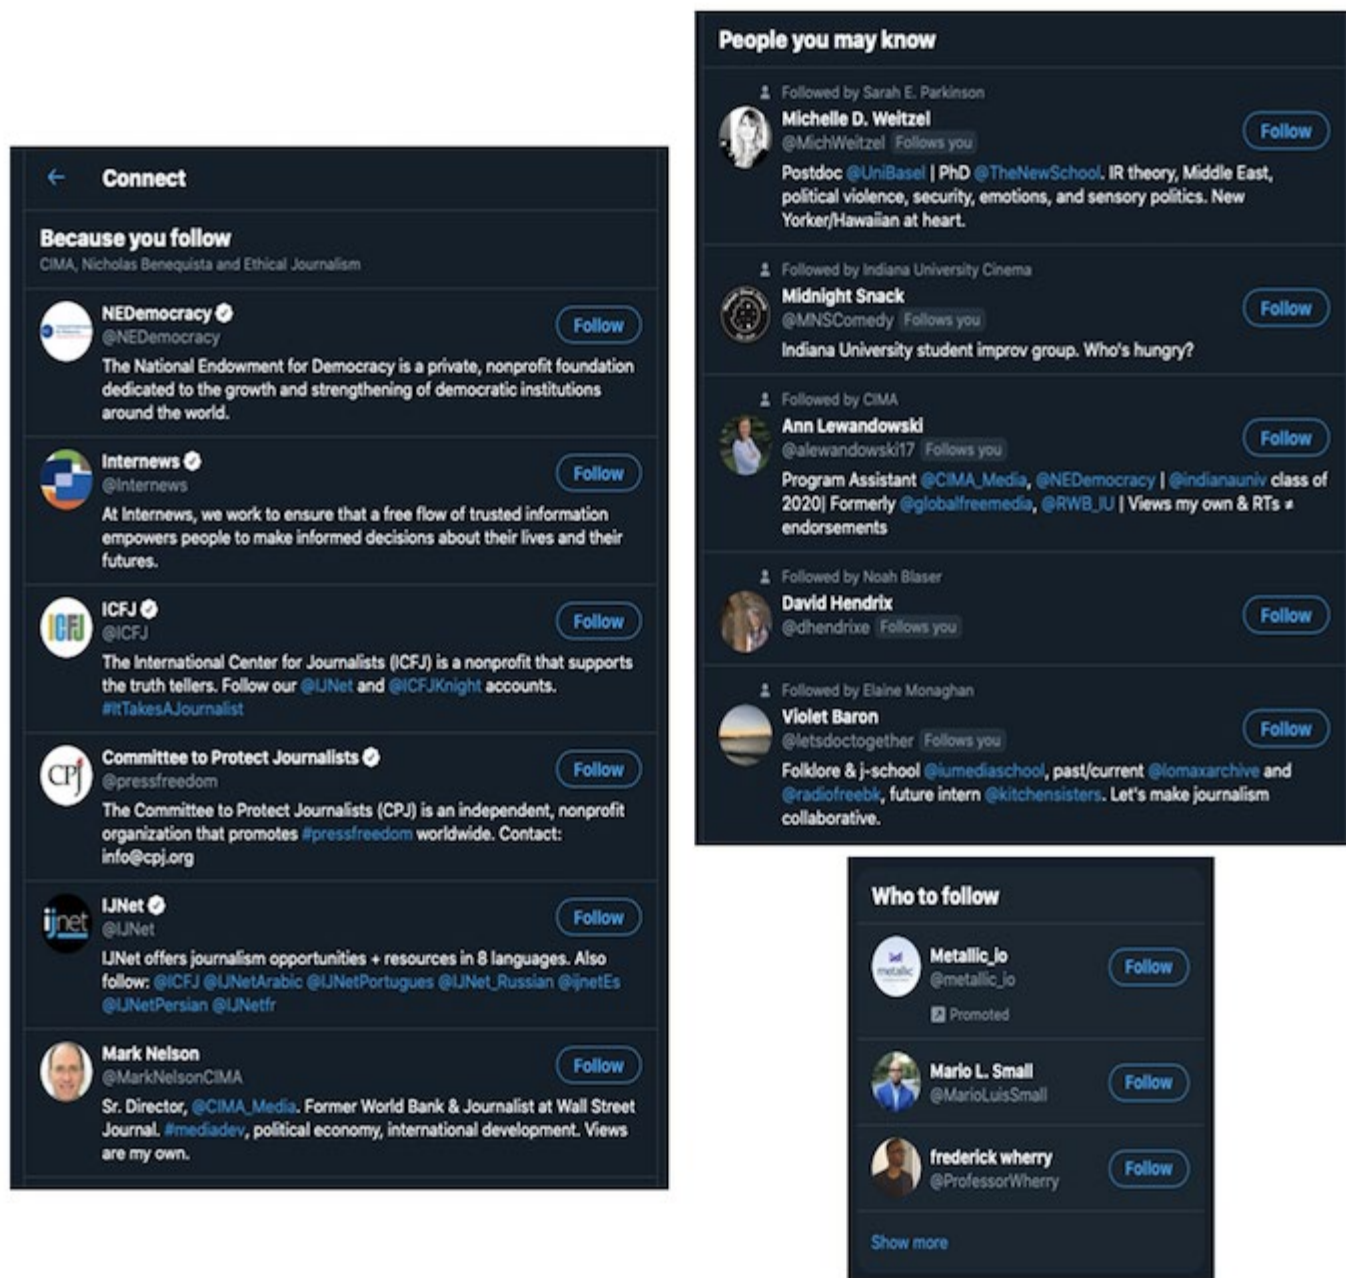 Connect
Because you follow
CIMA, Nicholas Benequista and Ethical Journalism
NEDemocracy
@NEDemocracy
Follow
The National Endowment for Democracy is a private, nonprofit foundation
dedicated to the growth and strengthening of democratic institutions
around the world.
Internews
@Internews
Follow
At Internews, we work to ensure that a free flow of trusted information
empowers people to make informed decisions about their lives and their
futures.
ICFJ
ICFJ
@ICFJ
Follow
The International Center for Journalists (ICFJ) is a nonprofit that supports
the truth tellers. Follow our @IJNet and @ICFJKnight accounts.
#ItTakesAJournalist
CPJ
Committee to Protect Journalists
@pressfreedom
Follow
The Committee to Protect Journalists (CPJ) is an independent, nonprofit
organization that promotes #pressfreedom worldwide. Contact:
info@cpj.org
ijnet
IJNet
@IJNet
Follow
IJNet offers journalism opportunities + resources in 8 languages. Also
follow: @ICFJ @IJNetArabic @IJNetPortugues @IJNet_Russian @ijnetEs
@IJNetPersian @IJNetfr
Mark Nelson
@MarkNelsonCIMA
Follow
Sr. Director, @CIMA_Media. Former World Bank & Journalist at Wall Street
Journal. #mediadev, political economy, international development. Views
are my own.
People you may know
Followed by Sarah E. Parkinson
Michelle D. Weitzel
@MichWeitzel Follows you
Follow
Postdoc @UniBasel | PhD @TheNewSchool. IR theory, Middle East,
political violence, security, emotions, and sensory politics. New
Yorker/Hawaiian at heart.
Followed by Indiana University Cinema
Midnight Snack
@MNSComedy Follows you
Follow
Indiana University student improv group. Who's hungry?
Followed by CIMA
Ann Lewandowski
@alewandowski17 Follows you
Follow
Program Assistant @CIMA_Media, @NEDemocracy | @indianauniv class of
2020| Formerly @globalfreemedia, @RWB_IU | Views my own & RTs ≠
endorsements
Followed by Noah Blaser
David Hendrix
@dhendrixe Follows you
Follow
Followed by Elaine Monaghan
Violet Baron
@letsdoctogether Follows you
Follow
Folklore & j-school @iumediaschool, past/current @lomaxarchive and
@radiofreebk, future intern @kitchensisters. Let's make journalism
collaborative.
Who to follow
metallic
Metallic_io
@metallic_io
Follow
Promoted
Mario L. Small
@MarioLuisSmall
Follow
frederick wherry
@ProfessorWherry
Follow
Show more